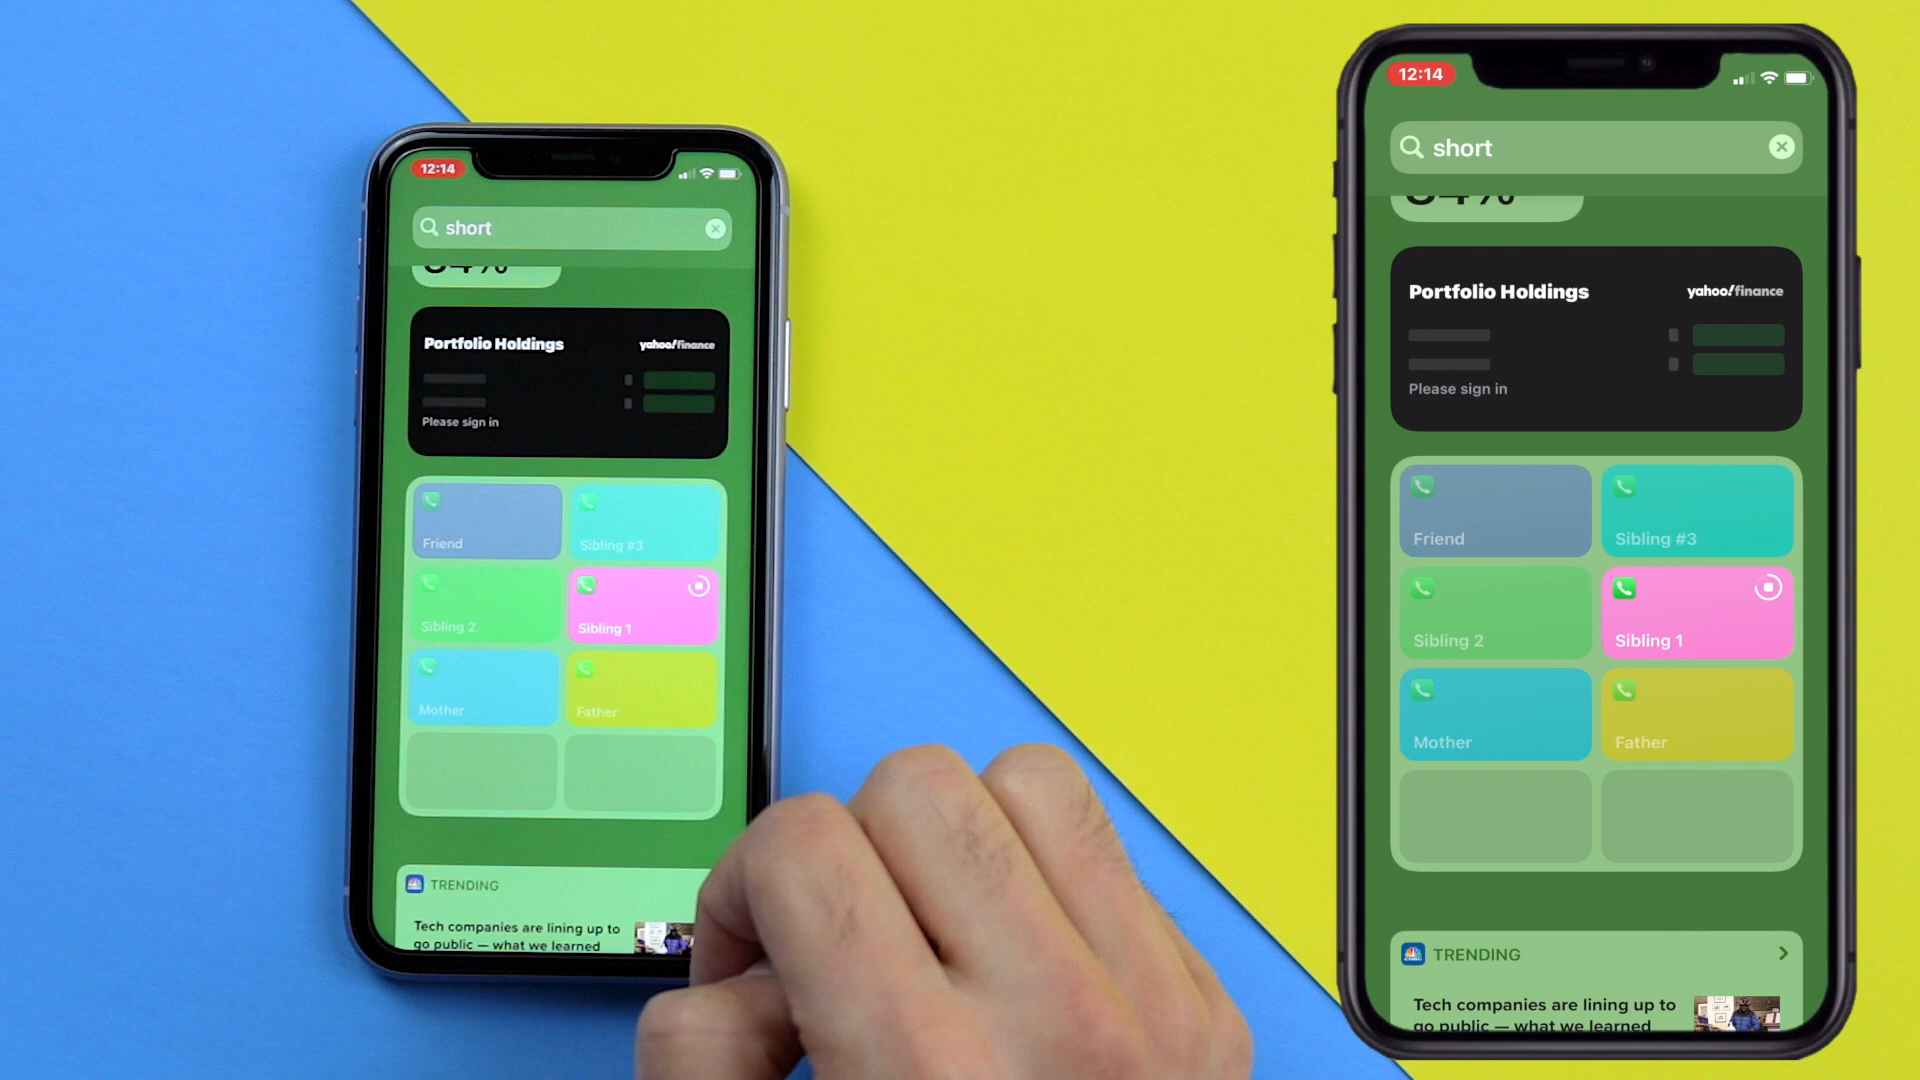 12:14
short
Portfolio Holdings
yahoo!finance
Please sign in
Friend
Sibling #3
Sibling 2
Sibling 1
Mother
Father
TRENDING
Tech companies are lining up to
go public — what we learned
12:14
short
Portfolio Holdings
yahoo!finance
Please sign in
Friend
Sibling #3
Sibling 2
Sibling 1
Mother
Father
CNBC
TRENDING
Tech companies are lining up to
go public — what we learned